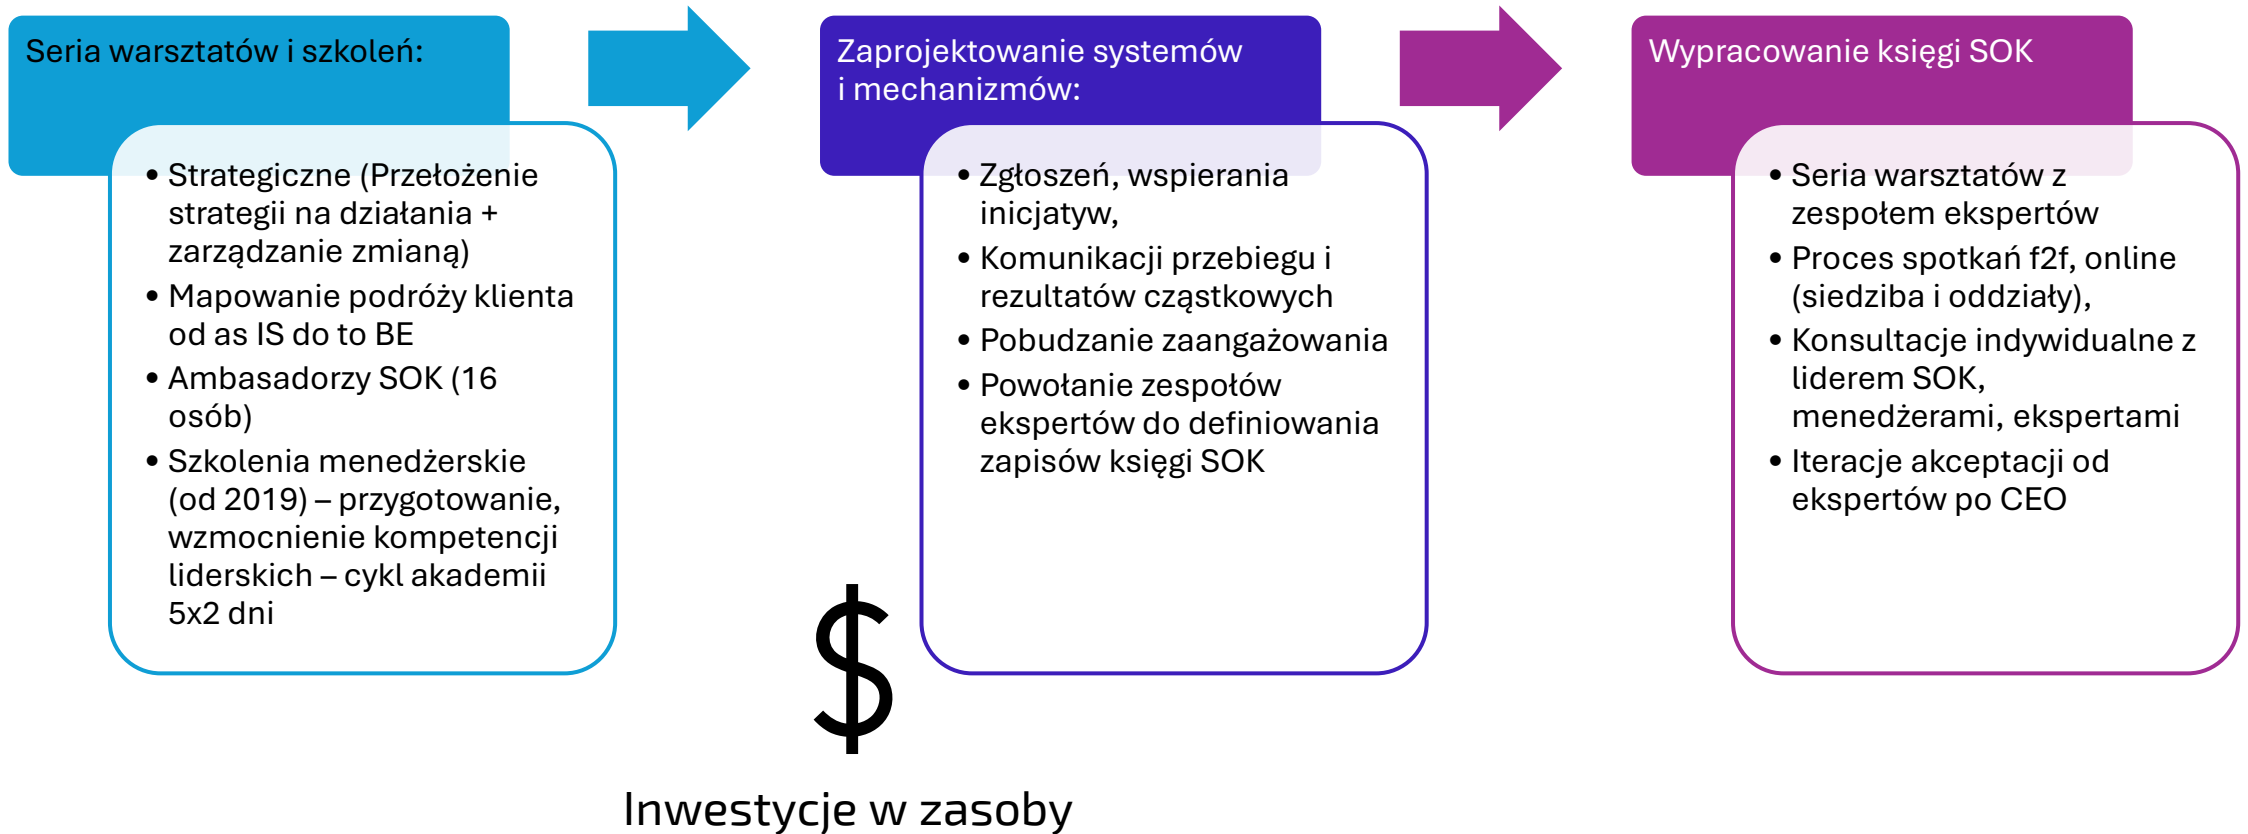 Seria warsztatów i szkoleń:
• Strategiczne (Przełożenie
strategii na działania +
zarządzanie zmianą)
• Mapowanie podróży klienta
od as IS do to BE
• Ambasadorzy SOK (16
osób)
• Szkolenia menedżerskie
(od 2019) – przygotowanie,
wzmocnienie kompetencji
liderskich – cykl akademii
5x2 dni
Zaprojektowanie systemów
i mechanizmów:
• Zgłoszeń, wspierania
inicjatyw,
• Komunikacji przebiegu i
rezultatów cząstkowych
• Pobudzanie zaangażowania
• Powołanie zespołów
ekspertów do definiowania
zapisów księgi SOK
Wypracowanie księgi SOK
• Seria warsztatów z
zespołem ekspertów
• Proces spotkań f2f, online
(siedziba i oddziały),
• Konsultacje indywidualne z
liderem SOK,
menedżerami, ekspertami
• Iteracje akceptacji od
ekspertów po CEO
$
Inwestycje w zasoby